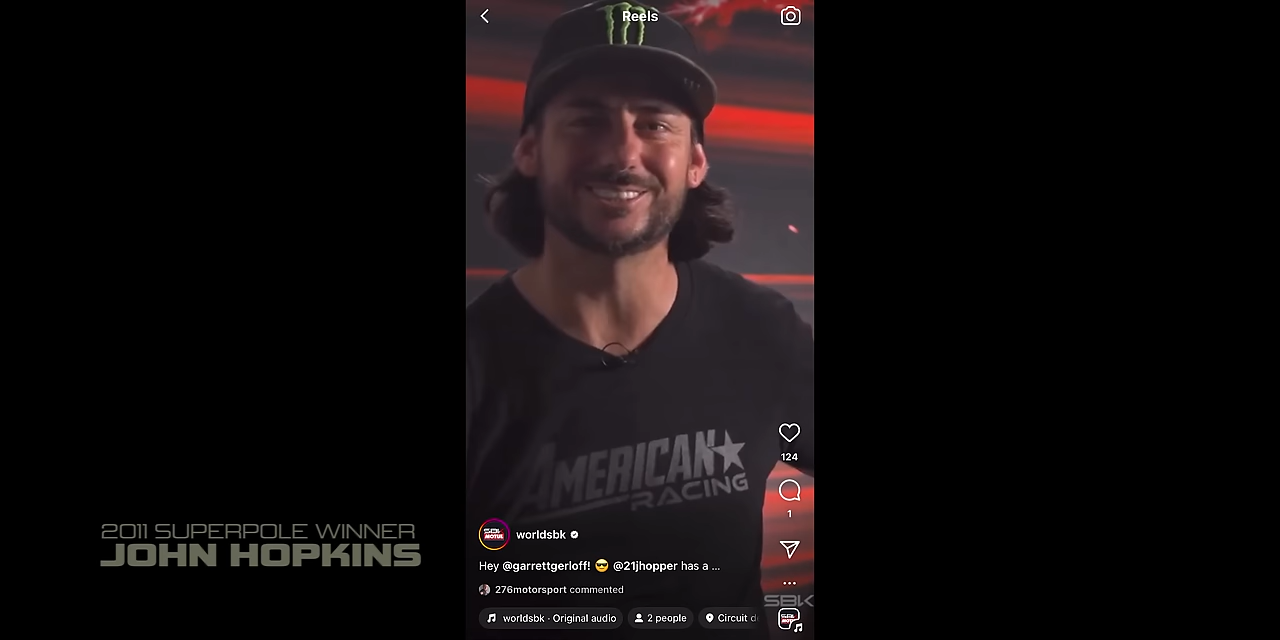 Reels
AMERICAN
RACING
124
1
2011 SUPERPOLE WINNER
JOHN HOPKINS
worldsbk
Hey @garrettgerloff! 😎 @21jhopper has a ...
276motorsport commented
SBK
worldsbk · Original audio
2 people
Circuit d